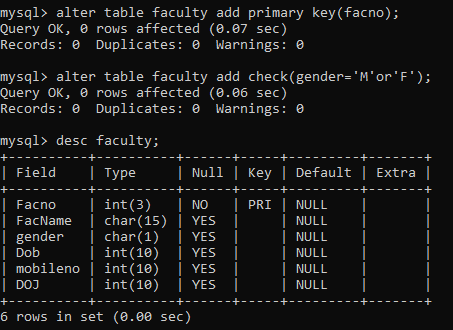 mysql> alter table faculty add primary key(facno);
Query OK, 0 rows affected (0.07 sec)
Records: 0  Duplicates: 0  Warnings: 0

mysql> alter table faculty add check(gender='M'or'F');
Query OK, 0 rows affected (0.06 sec)
Records: 0  Duplicates: 0  Warnings: 0

mysql> desc faculty;
+----------+----------+------+-----+---------+-------+
| Field    | Type     | Null | Key | Default | Extra |
+----------+----------+------+-----+---------+-------+
| Facno    | int(3)   | NO   | PRI | NULL    |       |
| FacName  | char(15) | YES  |     | NULL    |       |
| gender   | char(1)  | YES  |     | NULL    |       |
| Dob      | int(10)  | YES  |     | NULL    |       |
| mobileno | int(10)  | YES  |     | NULL    |       |
| DOJ      | int(10)  | YES  |     | NULL    |       |
+----------+----------+------+-----+---------+-------+
6 rows in set (0.00 sec)